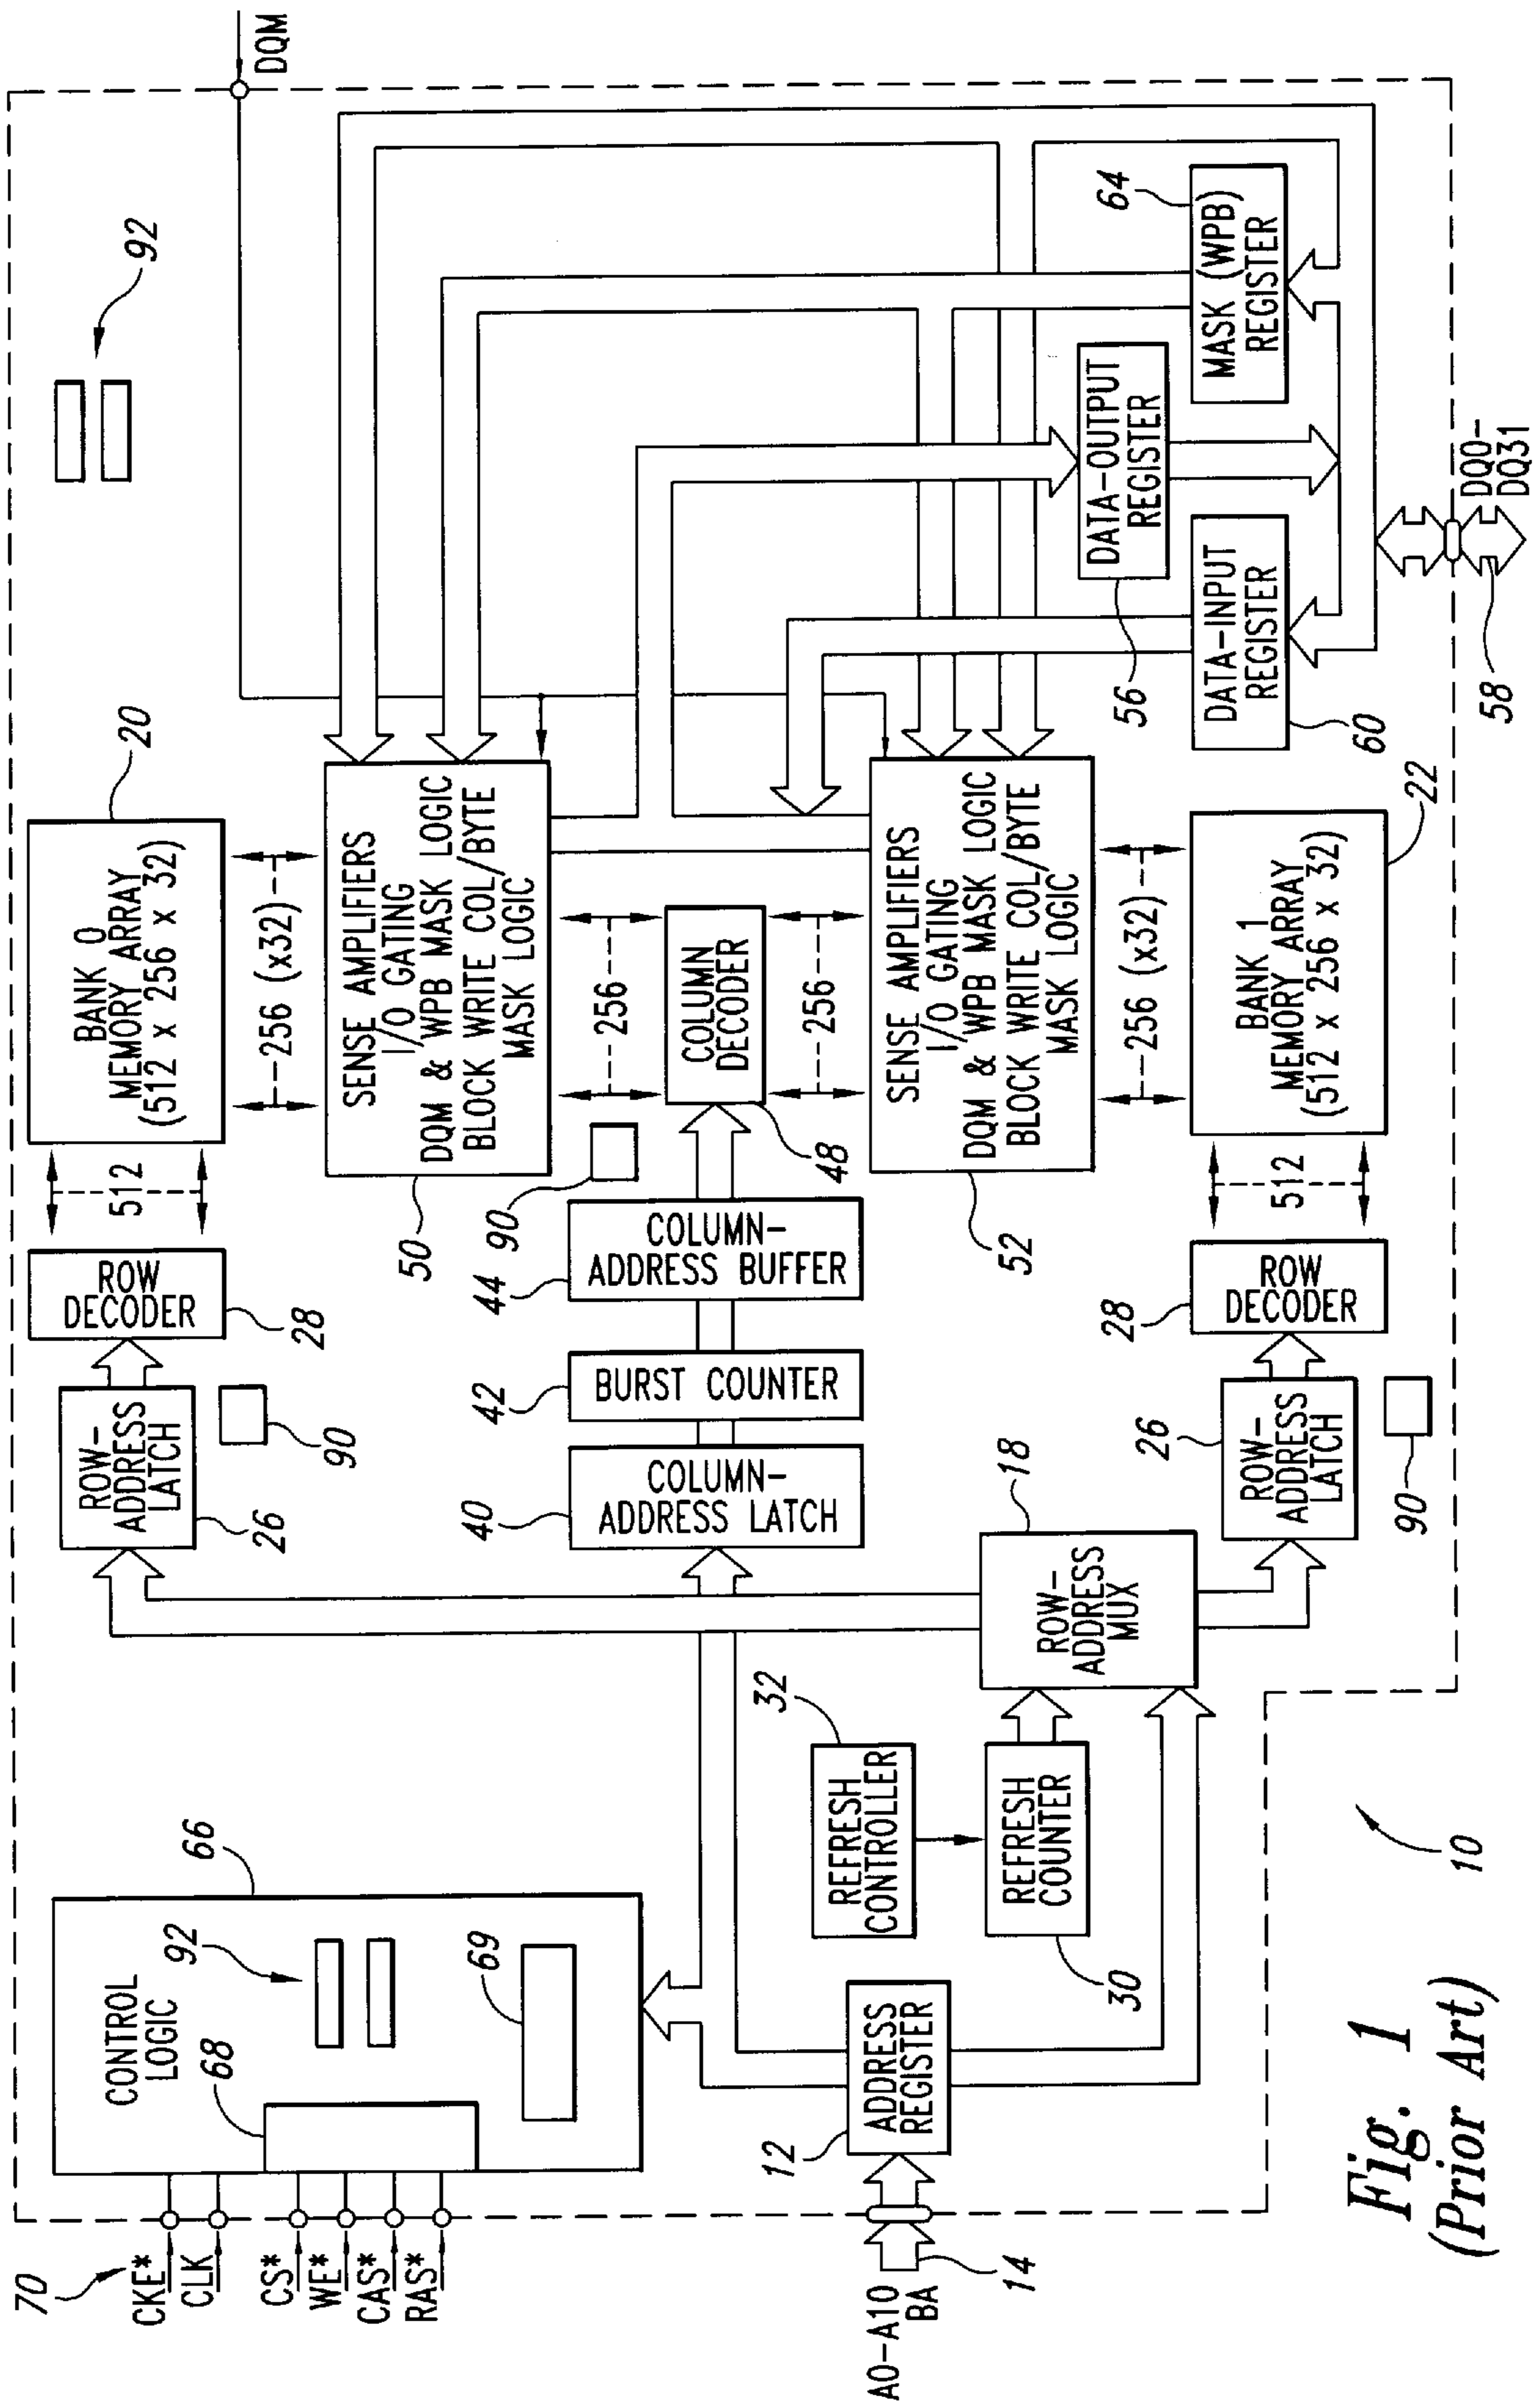 70
CKE*
CLK
CS*
WE*
CAS*
RAS*
A0-A10
BA
14
CONTROL
LOGIC
66
68
92
69
12
ADDRESS
REGISTER
REFRESH
CONTROLLER
32
REFRESH
COUNTER
30
ROW-
ADDRESS
MUX
18
ROW-
ADDRESS
LATCH
26
90
ROW
DECODER
28
512
BANK 0
MEMORY ARRAY
(512 x 256 x 32)
20
256 (x32)
SENSE AMPLIFIERS
I/O GATING
DQM & WPB MASK LOGIC
BLOCK WRITE COL/BYTE
MASK LOGIC
50
256
COLUMN-
ADDRESS LATCH
40
BURST COUNTER
42
COLUMN-
ADDRESS BUFFER
44
90
COLUMN
DECODER
48
256
SENSE AMPLIFIERS
I/O GATING
DQM & WPB MASK LOGIC
BLOCK WRITE COL/BYTE
MASK LOGIC
52
256 (x32)
ROW-
ADDRESS
LATCH
26
90
ROW
DECODER
28
512
BANK 1
MEMORY ARRAY
(512 x 256 x 32)
22
92
DQM
DATA-INPUT
REGISTER
60
DATA-OUTPUT
REGISTER
56
MASK (WPB)
REGISTER
64
DQ0-
DQ31
58
10
Fig. 1
(Prior Art)